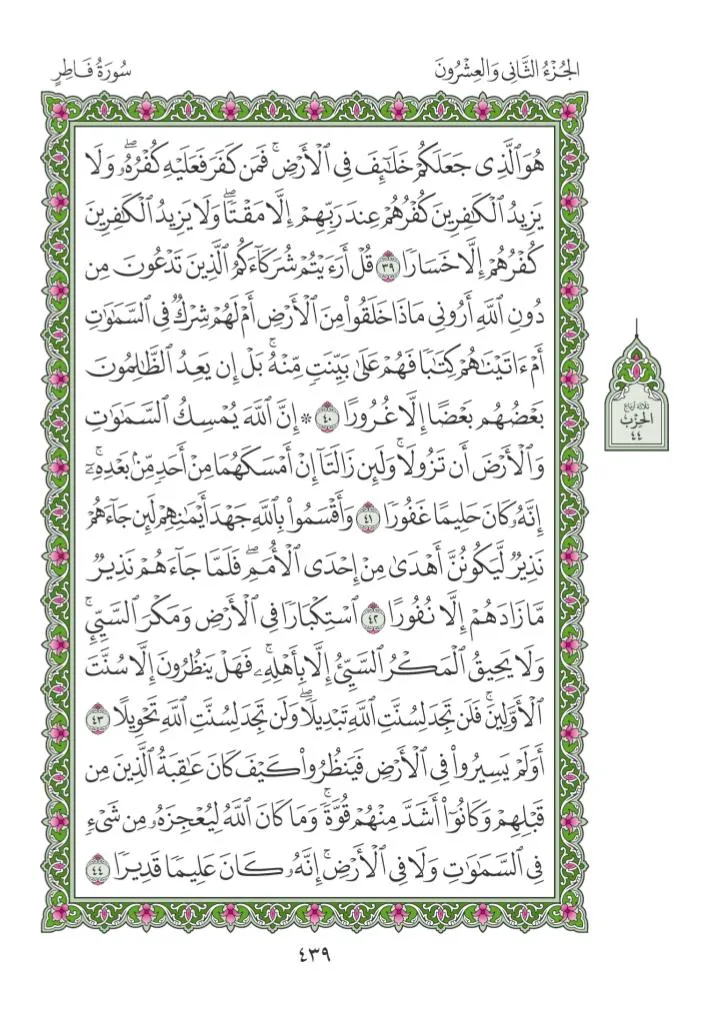 سُورَةُ فَاطِرٍ
الجُزْءُ الثَّانِي وَالعِشْرُونَ
هُوَ ٱلَّذِى جَعَلَكُمْ خَلَٰٓئِفَ فِى ٱلْأَرْضِ ۚ فَمَن كَفَرَ فَعَلَيْهِ كُفْرُهُۥ ۖ وَلَا
يَزِيدُ ٱلْكَٰفِرِينَ كُفْرُهُمْ عِندَ رَبِّهِمْ إِلَّا مَقْتًا ۖ وَلَا يَزِيدُ ٱلْكَٰفِرِينَ
كُفْرُهُمْ إِلَّا خَسَارًا ٣٩ قُلْ أَرَءَيْتُمْ شُرَكَآءَكُمُ ٱلَّذِينَ تَدْعُونَ مِن
دُونِ ٱللَّهِ أَرُونِى مَاذَا خَلَقُوا۟ مِنَ ٱلْأَرْضِ أَمْ لَهُمْ شِرْكٌ فِى ٱلسَّمَٰوَٰتِ
أَمْ ءَاتَيْنَٰهُمْ كِتَٰبًا فَهُمْ عَلَىٰ بَيِّنَتٍ مِّنْهُ ۚ بَلْ إِن يَعِدُ ٱلظَّٰلِمُونَ
بَعْضُهُم بَعْضًا إِلَّا غُرُورًا ٤٠ ۞ إِنَّ ٱللَّهَ يُمْسِكُ ٱلسَّمَٰوَٰتِ
وَٱلْأَرْضَ أَن تَزُولَا ۚ وَلَئِن زَالَتَآ إِنْ أَمْسَكَهُمَا مِنْ أَحَدٍ مِّنۢ بَعْدِهِۦٓ ۚ
إِنَّهُۥ كَانَ حَلِيمًا غَفُورًا ٤١ وَأَقْسَمُوا۟ بِٱللَّهِ جَهْدَ أَيْمَٰنِهِمْ لَئِن جَآءَهُمْ
نَذِيرٌ لَّيَكُونُنَّ أَهْدَىٰ مِنْ إِحْدَى ٱلْأُمَمِ ۖ فَلَمَّا جَآءَهُمْ نَذِيرٌ
مَّا زَادَهُمْ إِلَّا نُفُورًا ٤٢ ٱسْتِكْبَارًا فِى ٱلْأَرْضِ وَمَكْرَ ٱلسَّيِّئِ ۚ
وَلَا يَحِيقُ ٱلْمَكْرُ ٱلسَّيِّئُ إِلَّا بِأَهْلِهِۦ ۚ فَهَلْ يَنظُرُونَ إِلَّا سُنَّتَ
ٱلْأَوَّلِينَ ۚ فَلَن تَجِدَ لِسُنَّتِ ٱللَّهِ تَبْدِيلًا ۖ وَلَن تَجِدَ لِسُنَّتِ ٱللَّهِ تَحْوِيلًا ٤٣
أَوَلَمْ يَسِيرُوا۟ فِى ٱلْأَرْضِ فَيَنظُرُوا۟ كَيْفَ كَانَ عَٰقِبَةُ ٱلَّذِينَ مِن
قَبْلِهِمْ وَكَانُوٓا۟ أَشَدَّ مِنْهُمْ قُوَّةً ۚ وَمَا كَانَ ٱللَّهُ لِيُعْجِزَهُۥ مِن شَىْءٍ
فِى ٱلسَّمَٰوَٰتِ وَلَا فِى ٱلْأَرْضِ ۚ إِنَّهُۥ كَانَ عَلِيمًا قَدِيرًا ٤٤
ثلاثة أرباع
الحزب
٤٤
٤٣٩